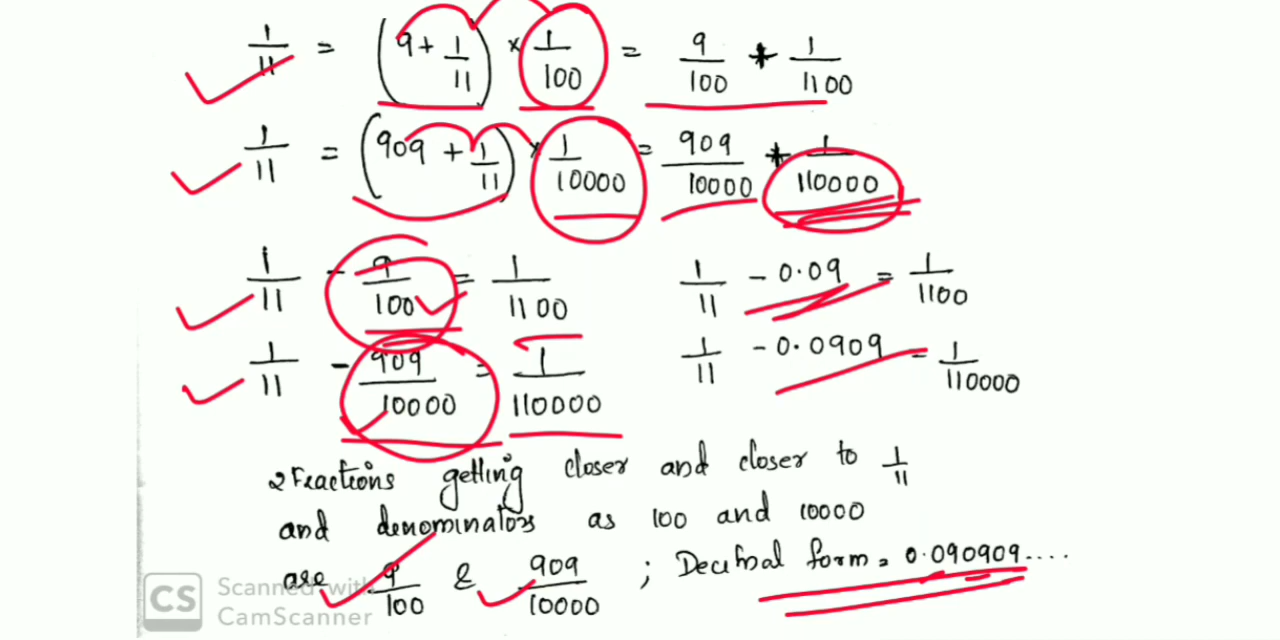 1/11 = (9 + 1/11) × 1/100 = 9/100 + 1/1100
1/11 = (909 + 1/11) × 1/10000 = 909/10000 + 1/110000
1/11 - 9/100 = 1/1100 1/11 - 0.09 = 1/1100
1/11 - 909/10000 = 1/110000 1/11 - 0.0909 = 1/110000
2 Fractions getting closer and closer to 1/11
and denominators as 100 and 10000
are 9/100 & 909/10000 ; Decimal form = 0.090909....
CS Scanned with
CamScanner